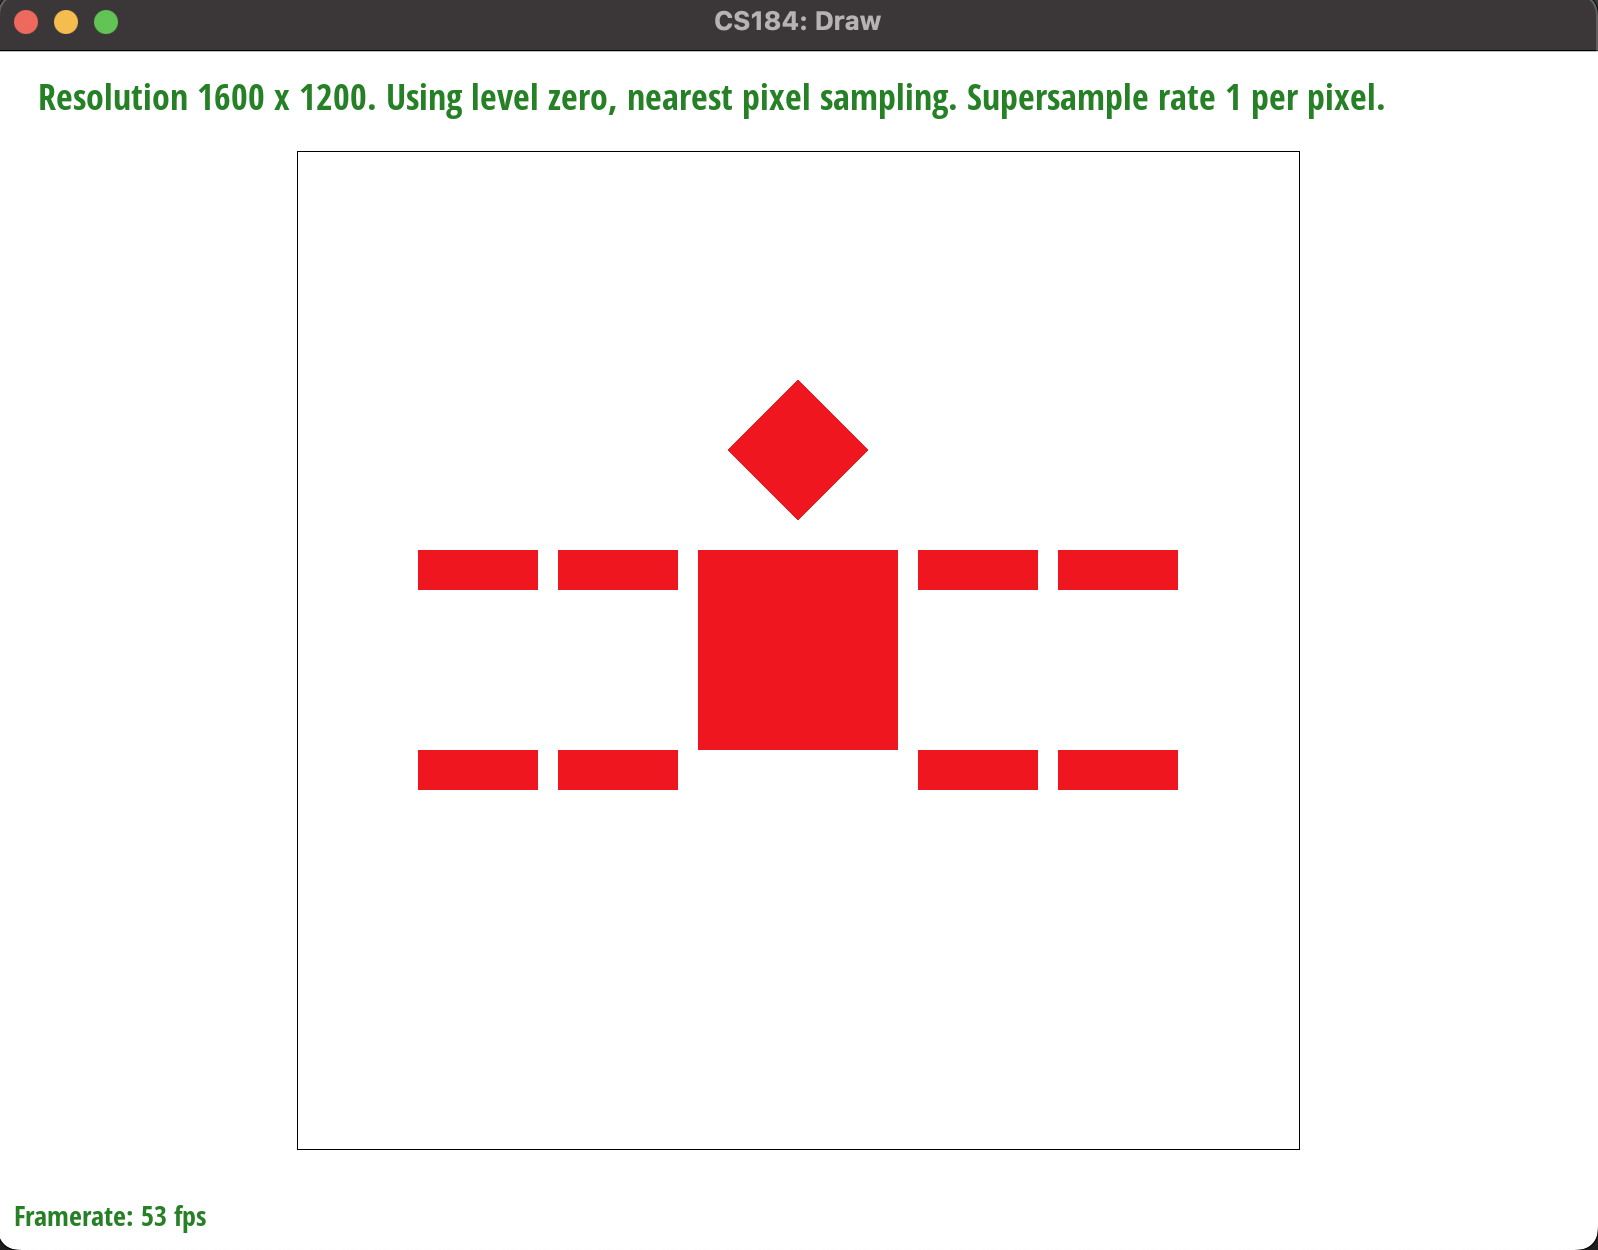 CS184: Draw
Resolution 1600 x 1200. Using level zero, nearest pixel sampling. Supersample rate 1 per pixel.
Framerate: 53 fps